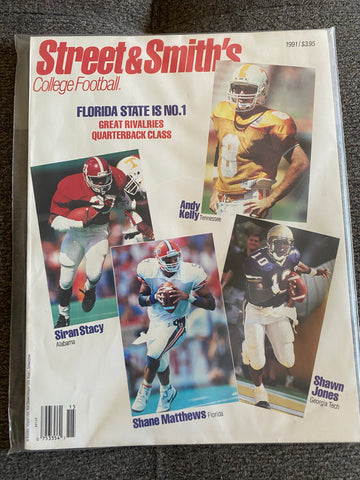 Street&Smith's
College Football.
1991/$3.95
FLORIDA STATE IS NO.1
GREAT RIVALRIES
QUARTERBACK CLASS
Andy
Kelly Tennessee
Siran Stacy
Alabama
Shane Matthews Florida
Shawn
Jones
Georgia Tech